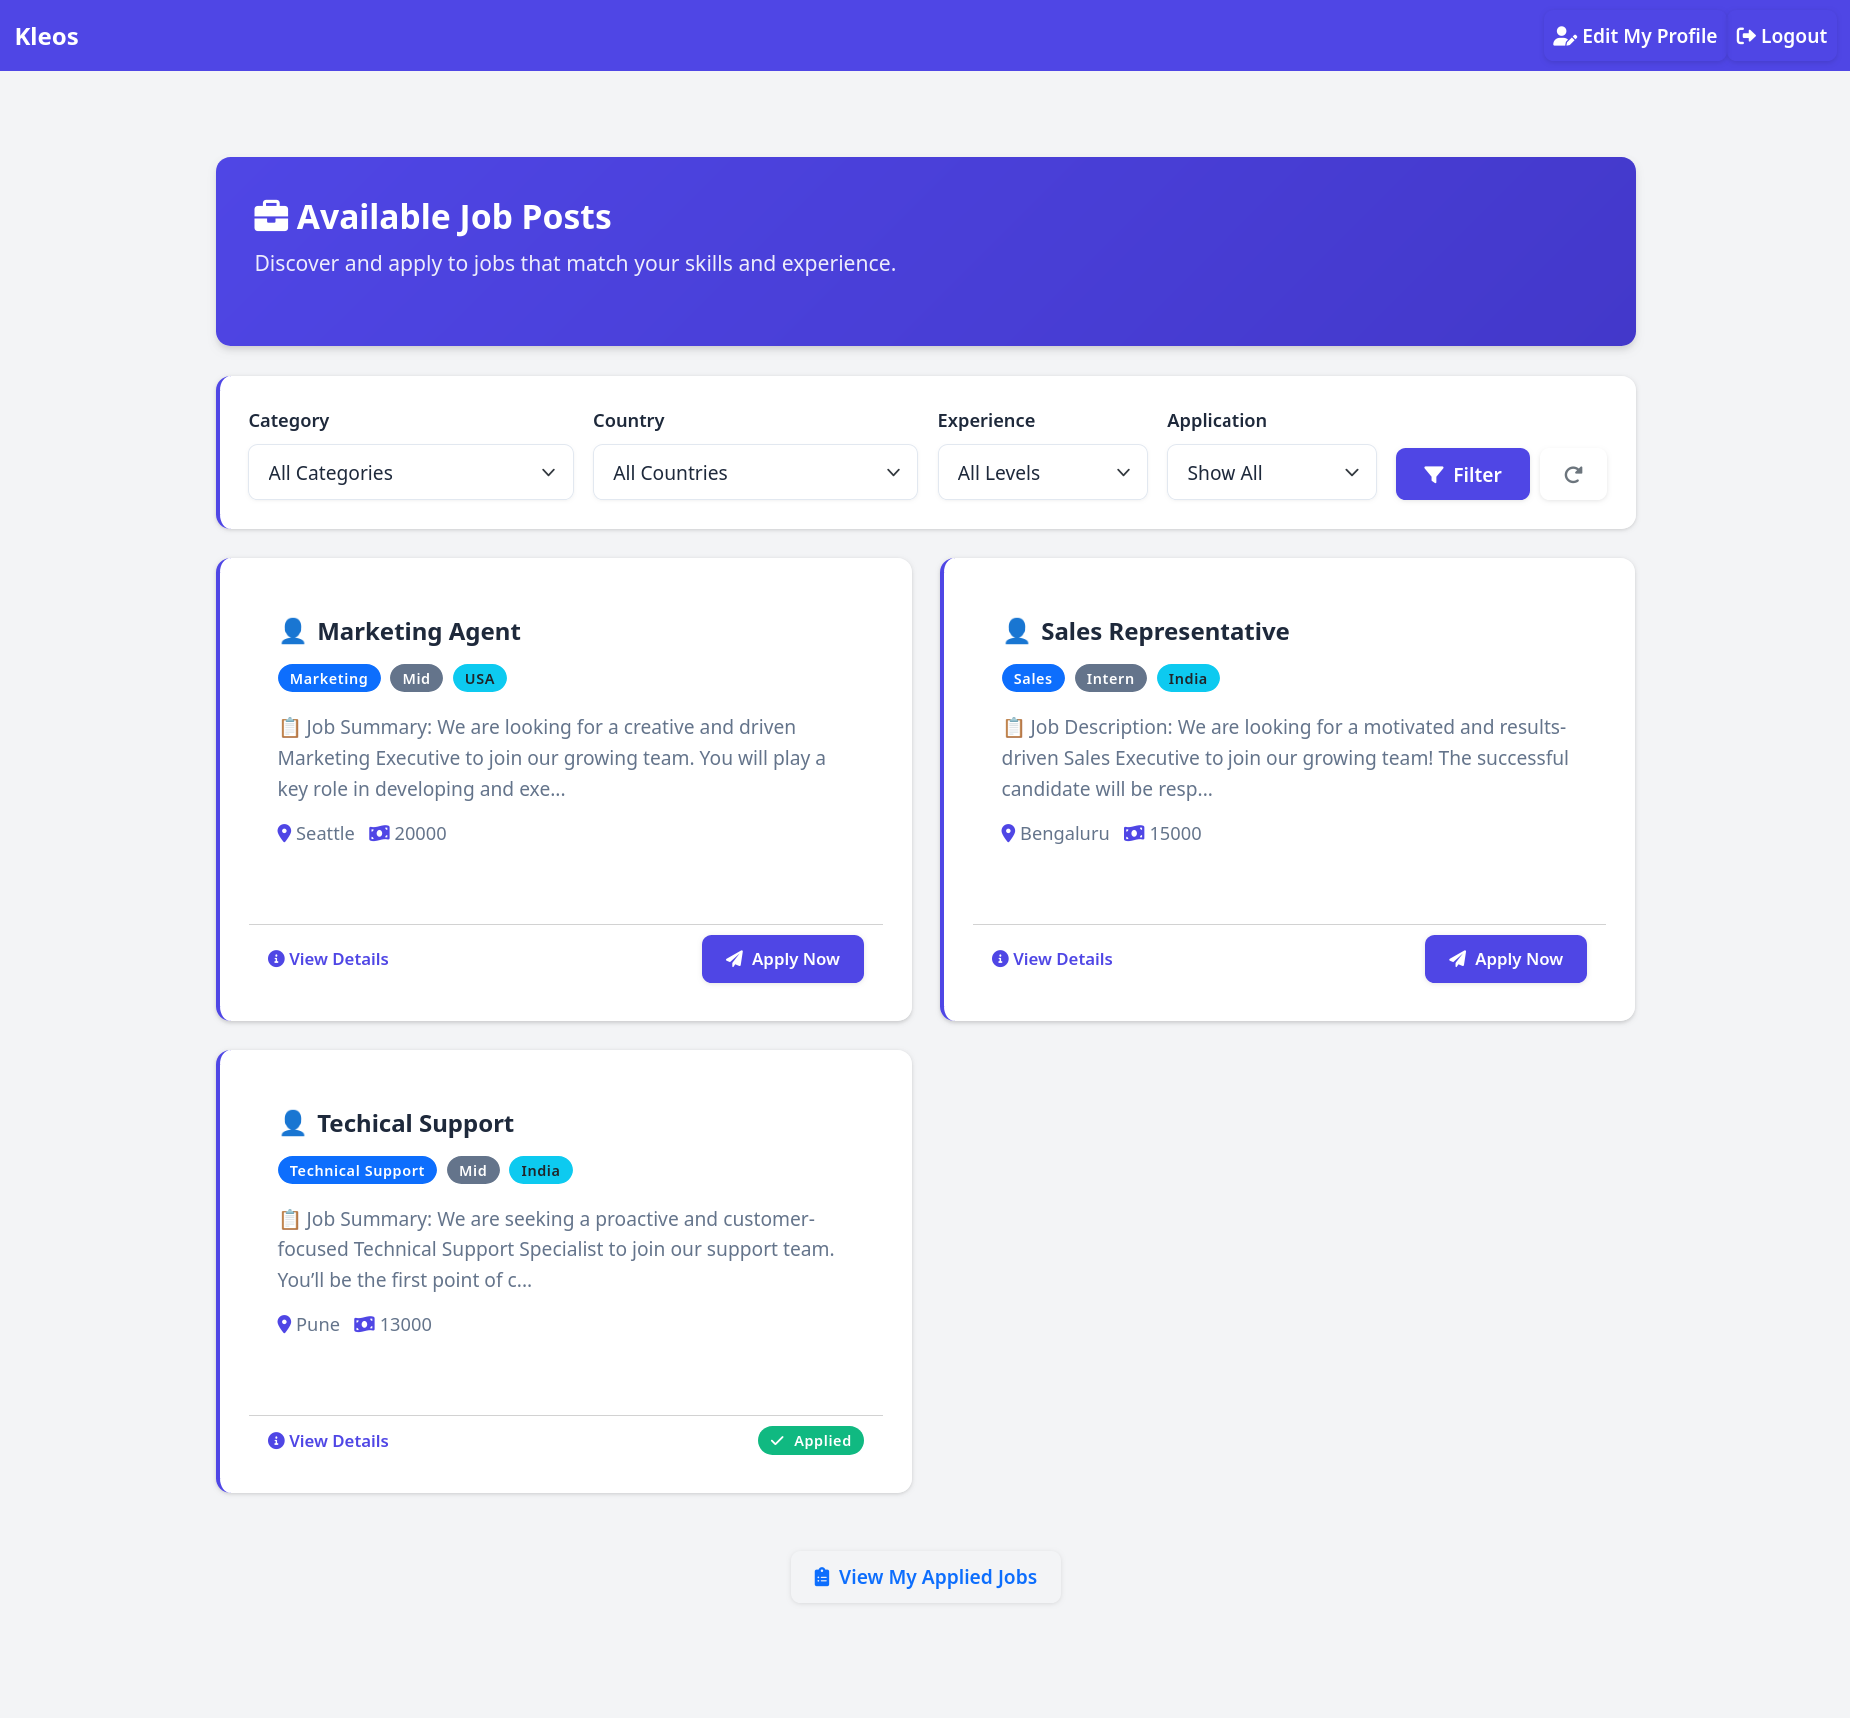 Kleos
Edit My Profile
Logout
Available Job Posts
Discover and apply to jobs that match your skills and experience.
Category
Country
Experience
Application
All Categories
All Countries
All Levels
Show All
Filter
Marketing Agent
Marketing
Mid
USA
Job Summary: We are looking for a creative and driven
Marketing Executive to join our growing team. You will play a
key role in developing and exe...
Seattle
20000
View Details
Apply Now
Sales Representative
Sales
Intern
India
Job Description: We are looking for a motivated and results-
driven Sales Executive to join our growing team! The successful
candidate will be resp...
Bengaluru
15000
View Details
Apply Now
Techical Support
Technical Support
Mid
India
Job Summary: We are seeking a proactive and customer-
focused Technical Support Specialist to join our support team.
You’ll be the first point of c...
Pune
13000
View Details
Applied
View My Applied Jobs